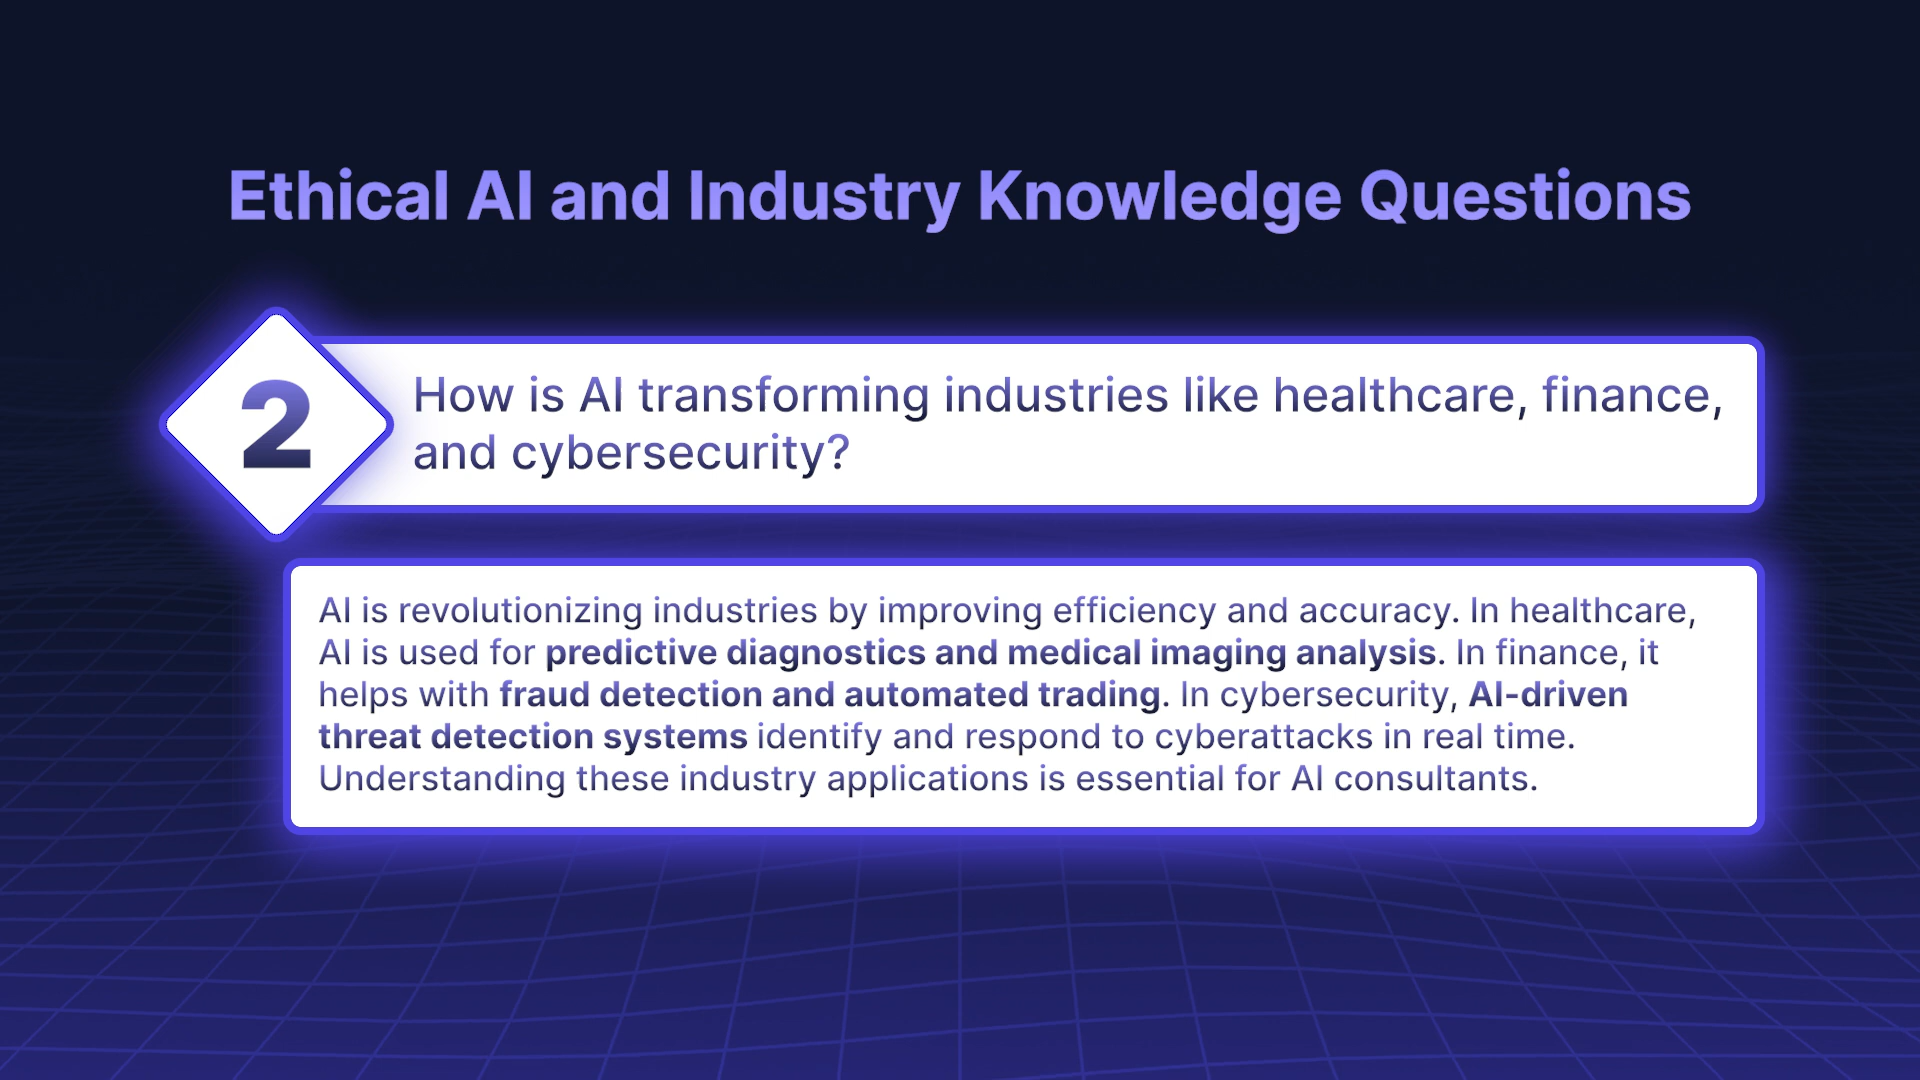 Ethical AI and Industry Knowledge Questions
2
How is AI transforming industries like healthcare, finance,
and cybersecurity?
AI is revolutionizing industries by improving efficiency and accuracy. In healthcare,
AI is used for predictive diagnostics and medical imaging analysis. In finance, it
helps with fraud detection and automated trading. In cybersecurity, AI-driven
threat detection systems identify and respond to cyberattacks in real time.
Understanding these industry applications is essential for AI consultants.